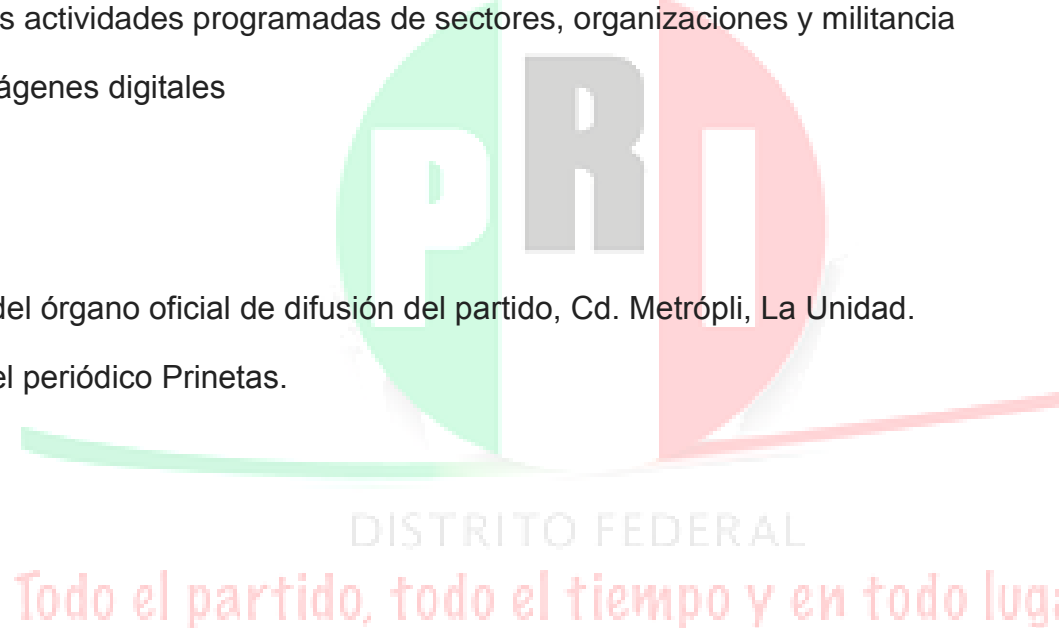 s actividades programadas de sectores, organizaciones y militancia
ágenes digitales
PRI
del órgano oficial de difusión del partido, Cd. Metrópli, La Unidad.
el periódico Prinetas.
DISTRITO FEDERAL
Todo el partido, todo el tiempo y en todo lug